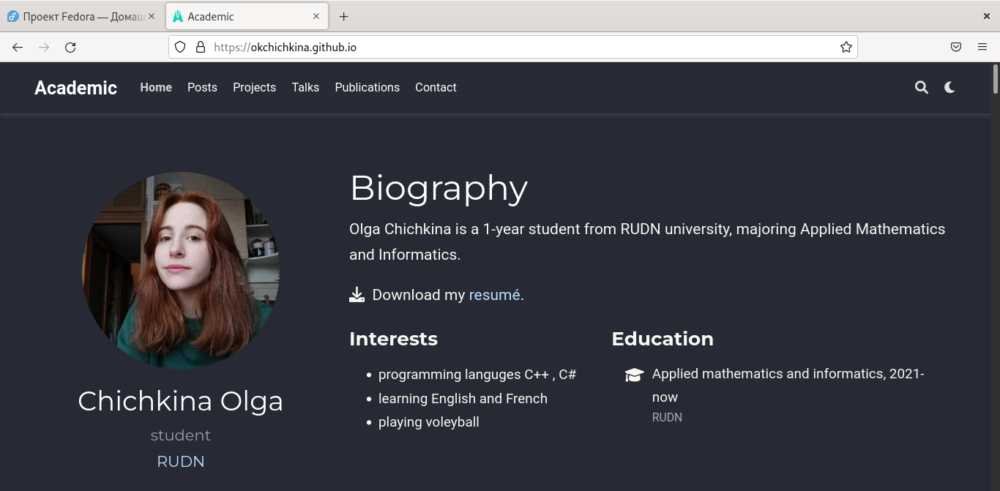 Проект Fedora — Домаш
Academic
https://okchichkina.github.io
Academic Home Posts Projects Talks Publications Contact
Biography
Olga Chichkina is a 1-year student from RUDN university, majoring Applied Mathematics
and Informatics.
Download my resumé.
Interests
programming languges C++ , C#
learning English and French
playing voleyball
Education
Applied mathematics and informatics, 2021-
now
RUDN
Chichkina Olga
student
RUDN